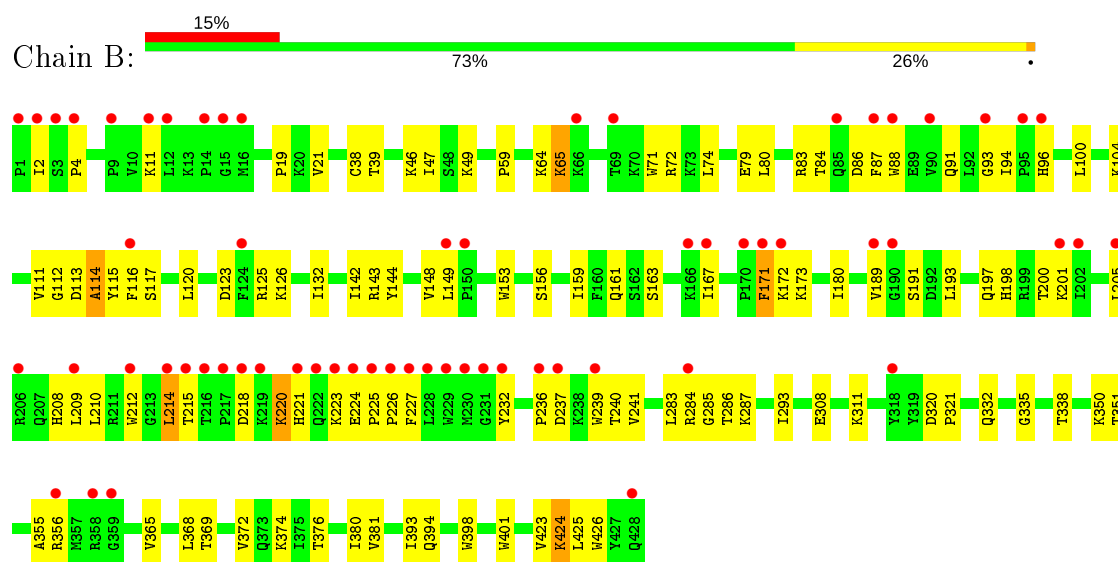 15%
Chain B:
73% 26% •
P1 I2 S3 P4 P9 V10 K11 L12 K13 P14 G15 M16 P19 K20 V21 C38 T39 K46 I47 S48 K49 P59 K64 K65 K66 T69 K70 W71 R72 K73 L74 E79 L80 R83 T84 Q85 D86 F87 W88 E89 V90 Q91 L92 G93 I94 P95 H96 L100 K104
V111 G112 D113 A114 Y115 F116 S117 L120 D123 F124 R125 K126 I132 I142 R143 Y144 V148 L149 P150 W153 S156 I159 F160 Q161 S162 S163 K166 I167 P170 F171 K172 K173 I180 V189 G190 S191 D192 L193 Q197 H198 R199 T200 K201 I202 L205
R206 Q207 H208 L209 L210 R211 W212 G213 L214 T215 T216 P217 D218 K219 K220 H221 Q222 K223 E224 P225 P226 F227 L228 W229 M230 G231 Y232 P236 D237 K238 W239 T240 V241 L283 R284 G285 T286 K287 I293 E308 K311 Y318 Y319 D320 P321 Q332 G335 T338 K350 T351
A355 R356 M357 R358 G359 V365 L368 T369 V372 Q373 K374 I375 T376 I380 V381 I393 Q394 W398 W401 V423 K424 L425 W426 Y427 Q428